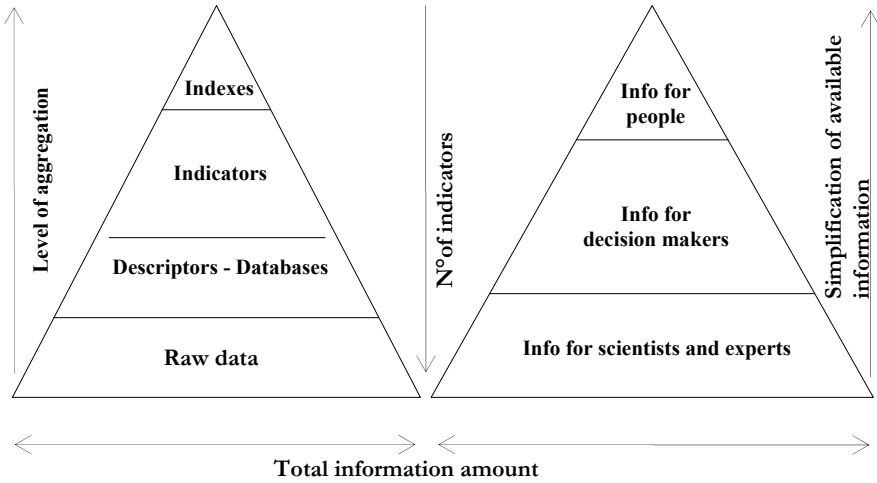 Level of aggregation
Indexes
Indicators
Descriptors - Databases
Raw data
N°of indicators
Info for
people
Info for
decision makers
Info for scientists and experts
Simplification of available
information
Total information amount